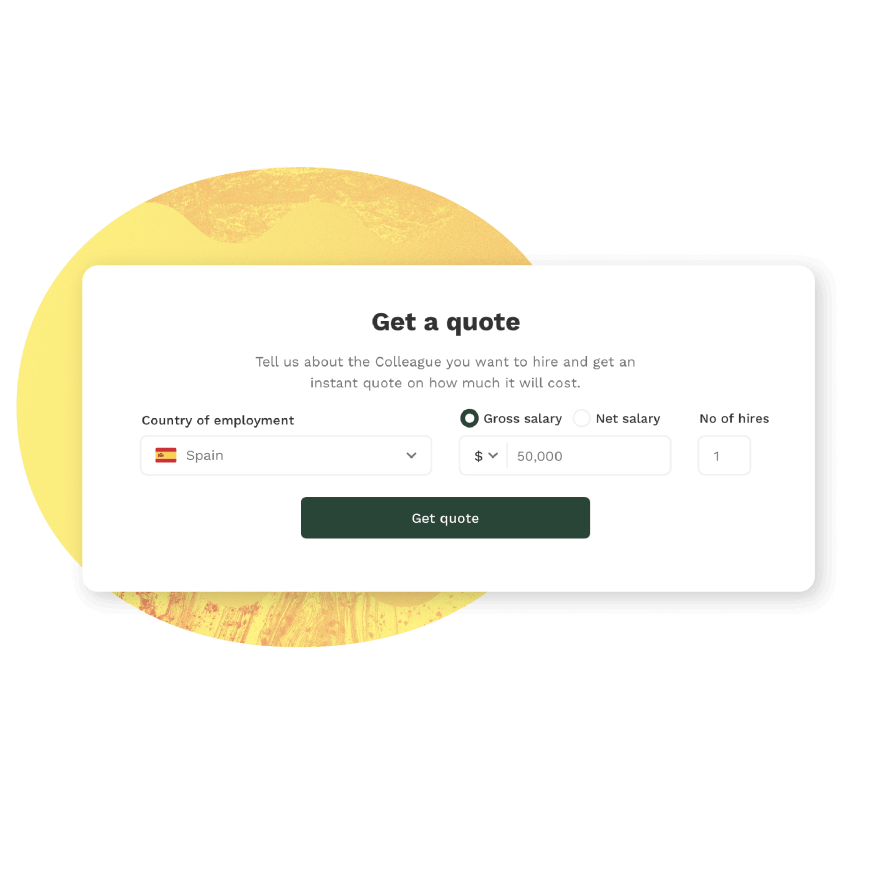 Get a quote
Tell us about the Colleague you want to hire and get an
instant quote on how much it will cost.
Country of employment
Gross salary
Net salary
No of hires
Spain
$
50,000
1
Get quote